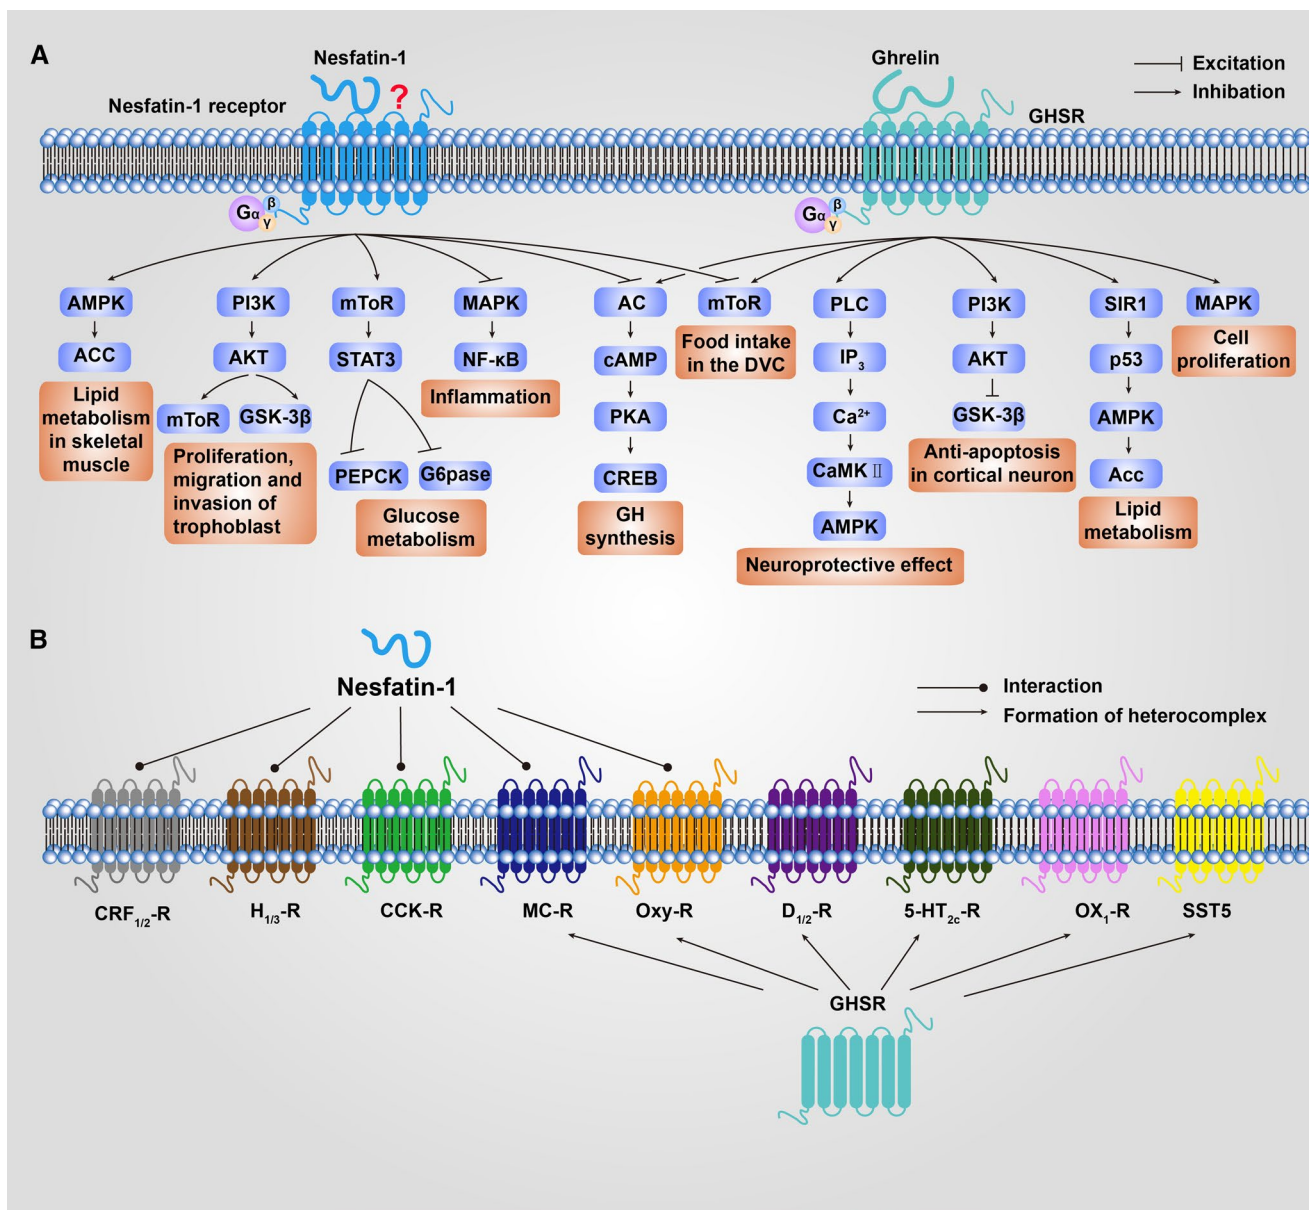 A
Nesfatin-1
Ghrelin
Excitation
Inhibation
Nesfatin-1 receptor
?
GHSR
Gα
β
γ
Gα
β
γ
AMPK
PI3K
mToR
MAPK
AC
mToR
PLC
PI3K
SIR1
MAPK
ACC
AKT
STAT3
NF-κB
cAMP
Food intake
in the DVC
IP3
AKT
p53
Cell
proliferation
Lipid
metabolism
in skeletal
muscle
mToR
GSK-3β
Inflammation
PKA
Ca2+
GSK-3β
AMPK
Proliferation,
migration and
invasion of
trophoblast
PEPCK
G6pase
CREB
CaMK Ⅱ
Anti-apoptosis
in cortical neuron
Acc
Glucose
metabolism
GH
synthesis
AMPK
Lipid
metabolism
Neuroprotective effect
B
Nesfatin-1
Interaction
Formation of heterocomplex
CRF1/2-R
H1/3-R
CCK-R
MC-R
Oxy-R
D1/2-R
5-HT2c-R
OX1-R
SST5
GHSR